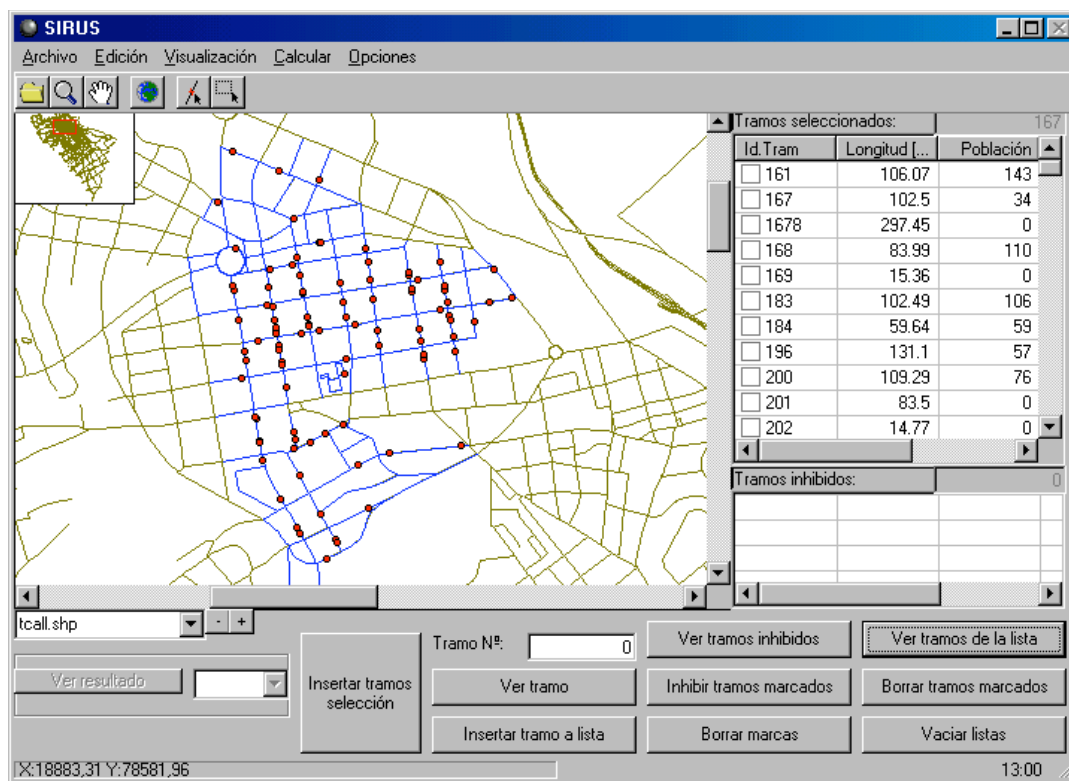 SIRUS
Archivo Edición Visualización Calcular Opciones
Tramos seleccionados: 167
Id.Tram Longitud [... Población
161 106.07 143
167 102.5 34
1678 297.45 0
168 83.99 110
169 15.36 0
183 102.49 106
184 59.64 59
196 131.1 57
200 109.29 76
201 83.5 0
202 14.77 0
Tramos inhibidos: 0
tcall.shp - +
Ver resultado
Insertar tramos selección
Tramo Nº: 0
Ver tramo
Insertar tramo a lista
Ver tramos inhibidos
Inhibir tramos marcados
Borrar marcas
Ver tramos de la lista
Borrar tramos marcados
Vaciar listas
X:18883,31 Y:78581,96 13:00